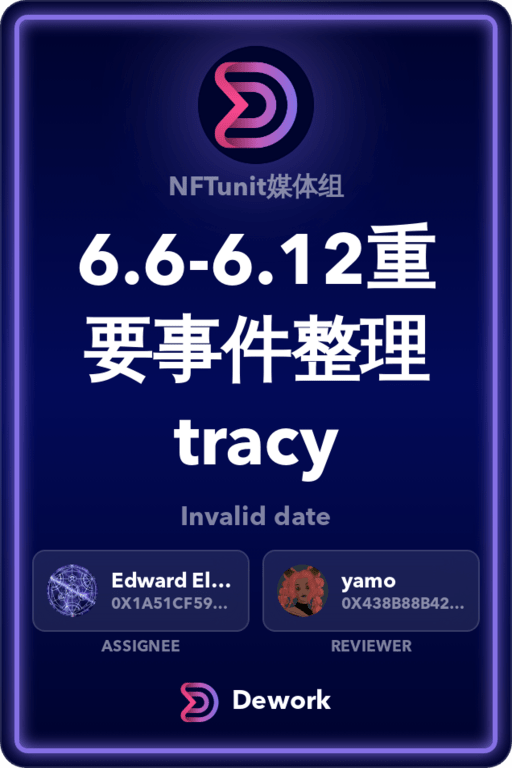 NFTunit媒体组
6.6-6.12重
要事件整理
tracy
Invalid date
Edward El...
0X1A51CF59...
ASSIGNEE
yamo
0X438B88B42...
REVIEWER
Dework